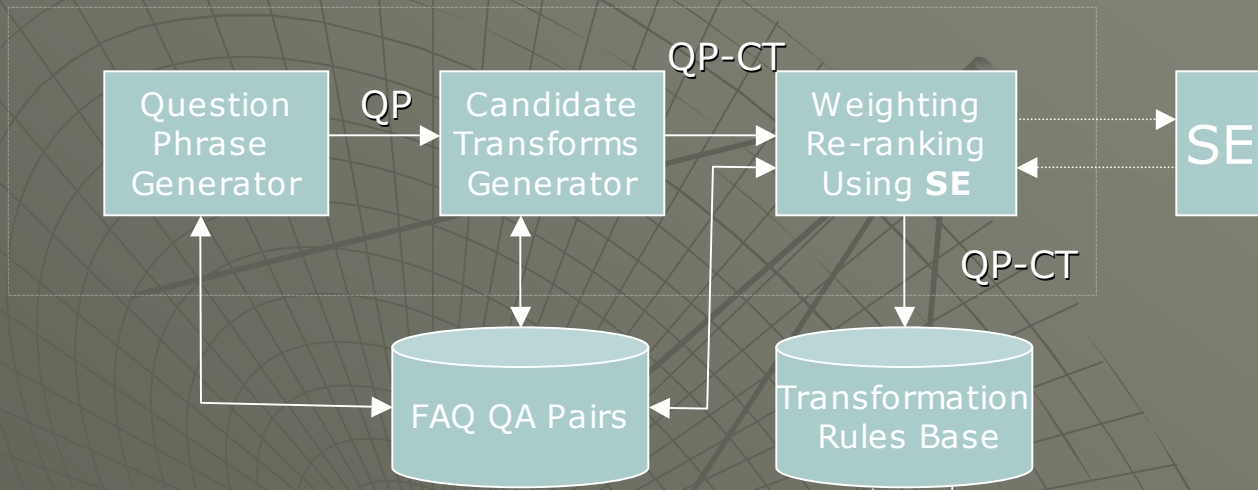 QP-CT
Question
Phrase
Generator
QP
Candidate
Transforms
Generator
Weighting
Re-ranking
Using SE
SE
QP-CT
FAQ QA Pairs
Transformation
Rules Base